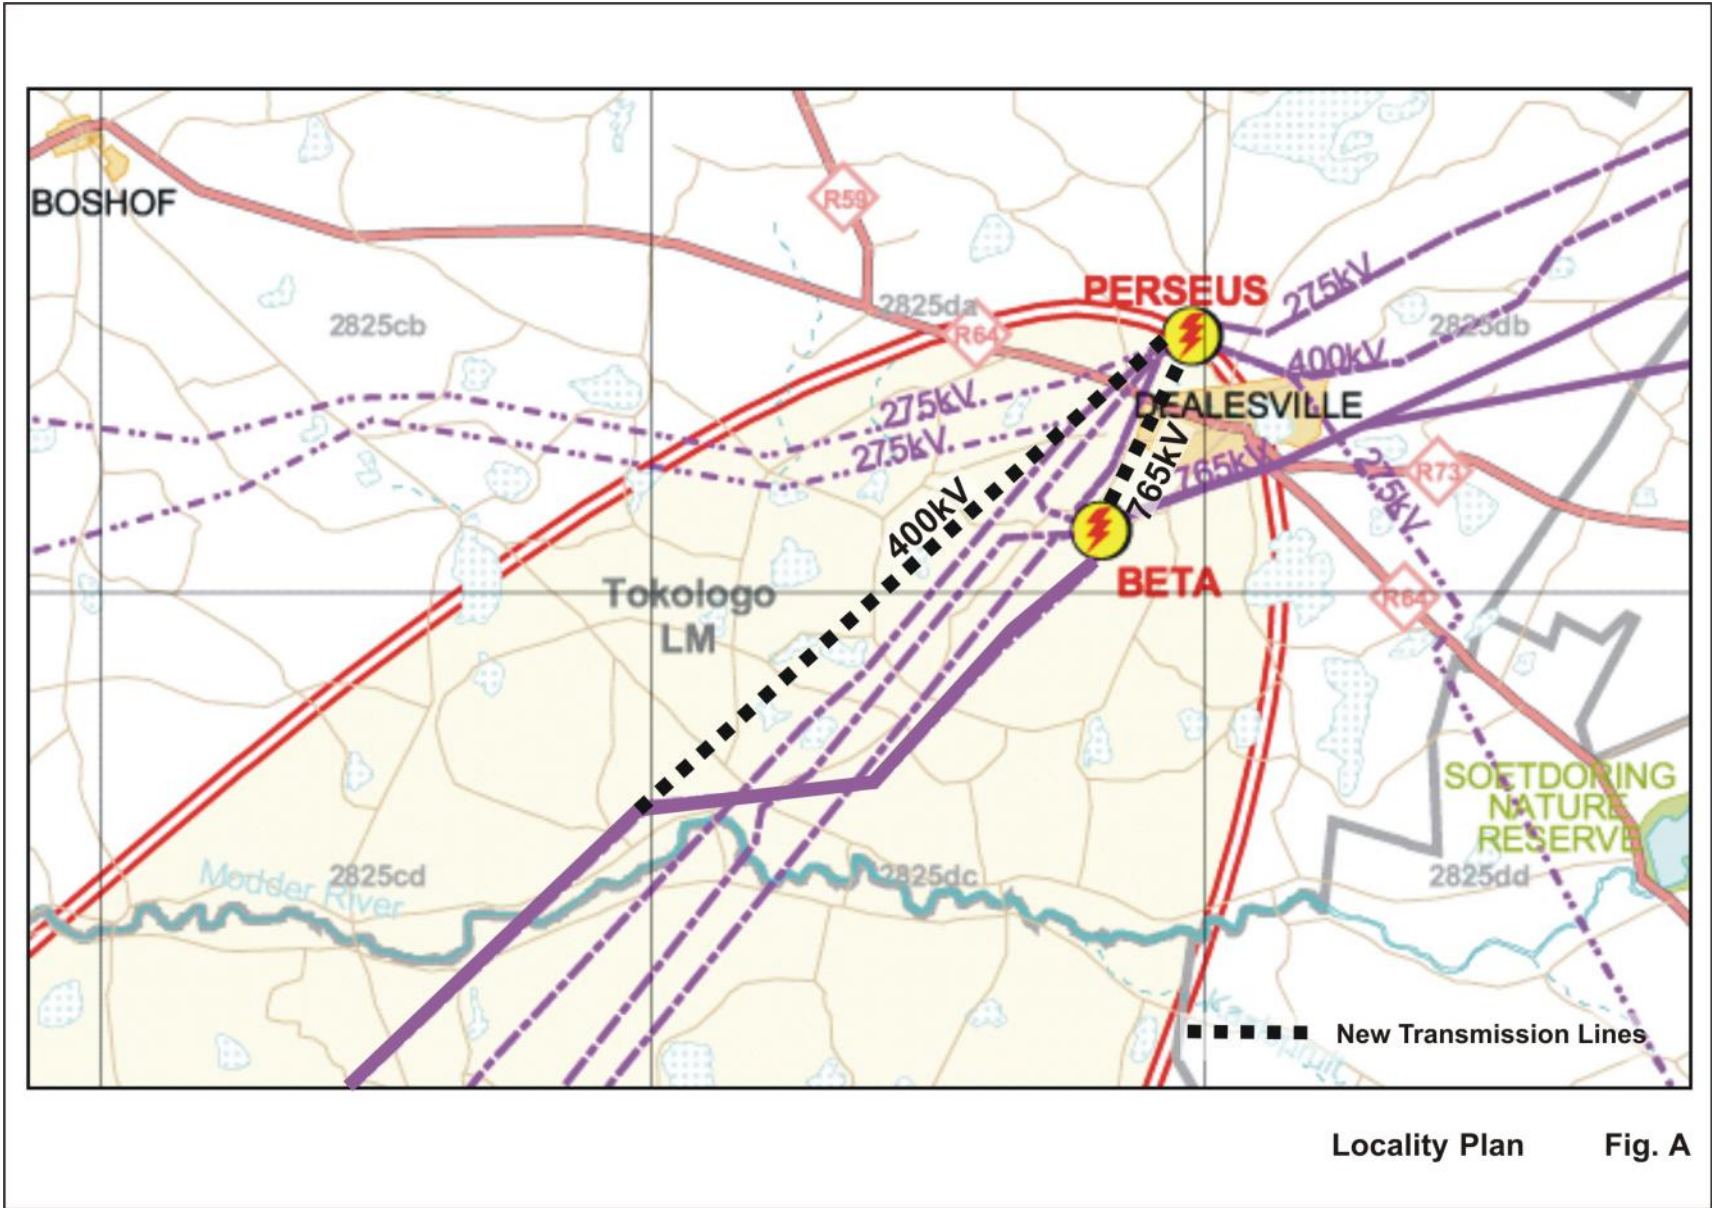 BOSHOF
R59
PERSEUS
275kV
2825da
2825cb
R64
2825db
400kV
275kV
DEALESVILLE
275kV
765kV
765kV
275kV
R73
400kV
BETA
Tokologo
LM
R64
SOETDORING
NATURE
RESERVE
Modder River
2825cd
2825dc
2825dd
New Transmission Lines
Locality Plan Fig. A